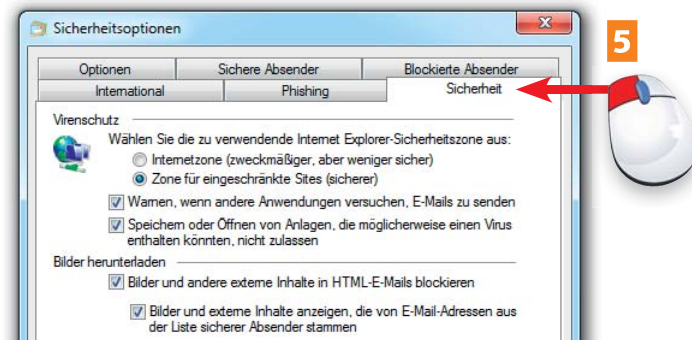 Sicherheitsoptionen
5
Optionen Sichere Absender Blockierte Absender
International Phishing Sicherheit
Virenschutz
Wählen Sie die zu verwendende Internet Explorer-Sicherheitszone aus:
Internetzone (zweckmäßiger, aber weniger sicher)
Zone für eingeschränkte Sites (sicherer)
Warnen, wenn andere Anwendungen versuchen, E-Mails zu senden
Speichern oder Öffnen von Anlagen, die möglicherweise einen Virus
enthalten könnten, nicht zulassen
Bilder herunterladen
Bilder und andere externe Inhalte in HTML-E-Mails blockieren
Bilder und externe Inhalte anzeigen, die von E-Mail-Adressen aus
der Liste sicherer Absender stammen